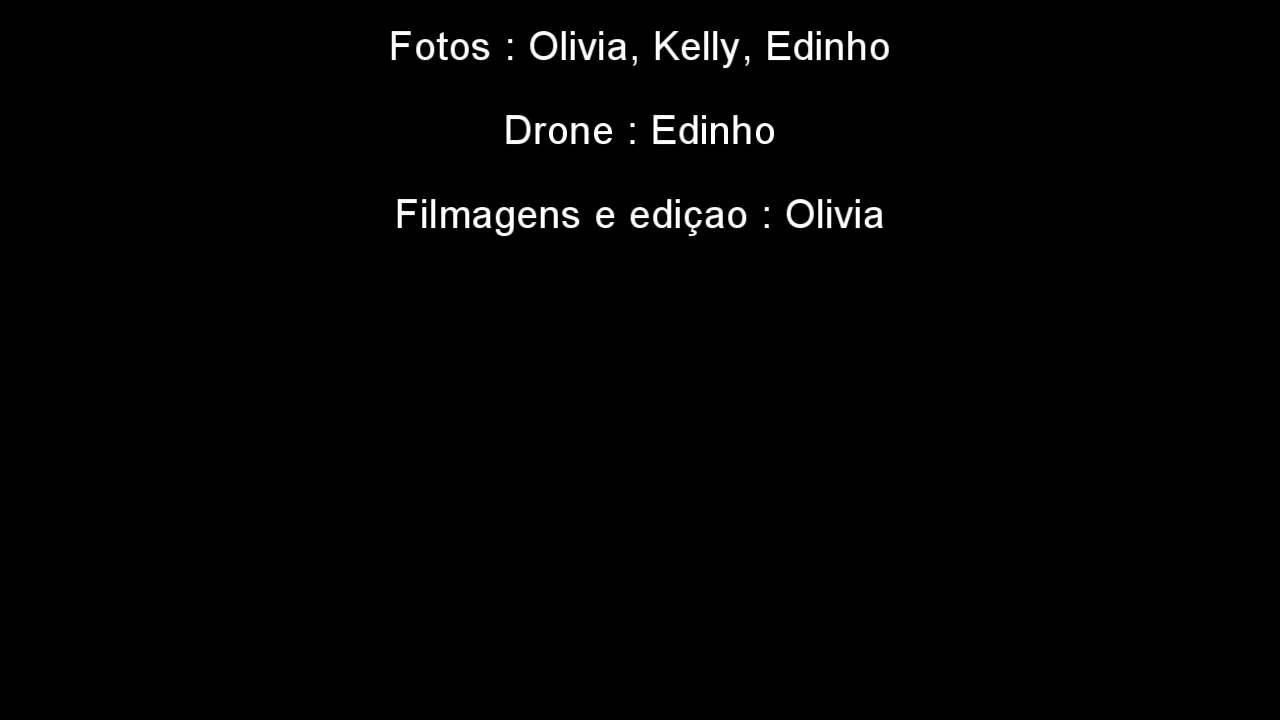 Fotos : Olivia, Kelly, Edinho
Drone : Edinho
Filmagens e ediçao : Olivia